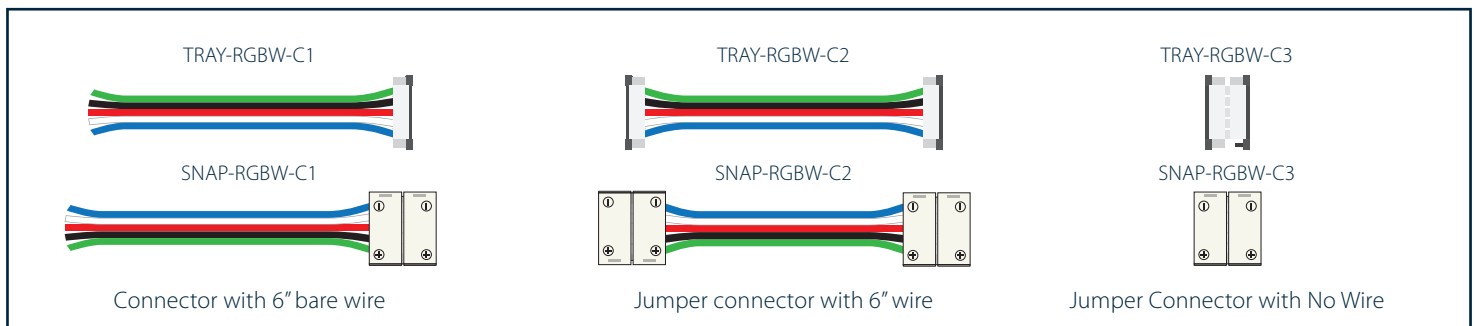 TRAY-RGBW-C1
TRAY-RGBW-C2
TRAY-RGBW-C3
SNAP-RGBW-C1
SNAP-RGBW-C2
SNAP-RGBW-C3
Connector with 6” bare wire
Jumper connector with 6” wire
Jumper Connector with No Wire